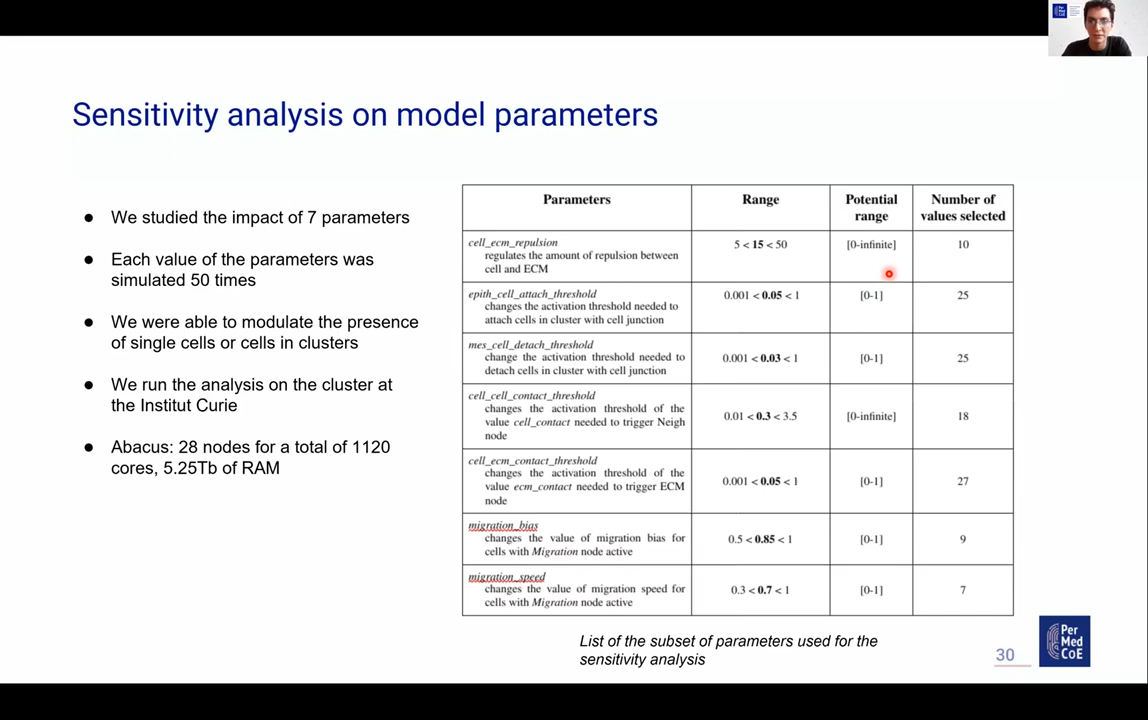 Per
Med
CoE
Sensitivity analysis on model parameters
● We studied the impact of 7 parameters
● Each value of the parameters was
simulated 50 times
● We were able to modulate the presence
of single cells or cells in clusters
● We run the analysis on the cluster at
the Institut Curie
● Abacus: 28 nodes for a total of 1120
cores, 5.25Tb of RAM
Parameters Range Potential range Number of values selected
cell_ecm_repulsion
regulates the amount of repulsion between
cell and ECM
5 < 15 < 50 [0-infinite] 10
epith_cell_attach_threshold
changes the activation threshold needed to
attach cells in cluster with cell junction
0.001 < 0.05 < 1 [0-1] 25
mes_cell_detach_threshold
change the activation threshold needed to
detach cells in cluster with cell junction
0.001 < 0.03 < 1 [0-1] 25
cell_cell_contact_threshold
changes the activation threshold of the
value cell_contact needed to trigger Neigh
node
0.01 < 0.3 < 3.5 [0-infinite] 18
cell_ecm_contact_threshold
changes the activation threshold of the
value ecm_contact needed to trigger ECM
node
0.001 < 0.05 < 1 [0-1] 27
migration_bias
changes the value of migration bias for
cells with Migration node active
0.5 < 0.85 < 1 [0-1] 9
migration_speed
changes the value of migration speed for
cells with Migration node active
0.3 < 0.7 < 1 [0-1] 7
List of the subset of parameters used for the
sensitivity analysis
30
Per
Med
CoE